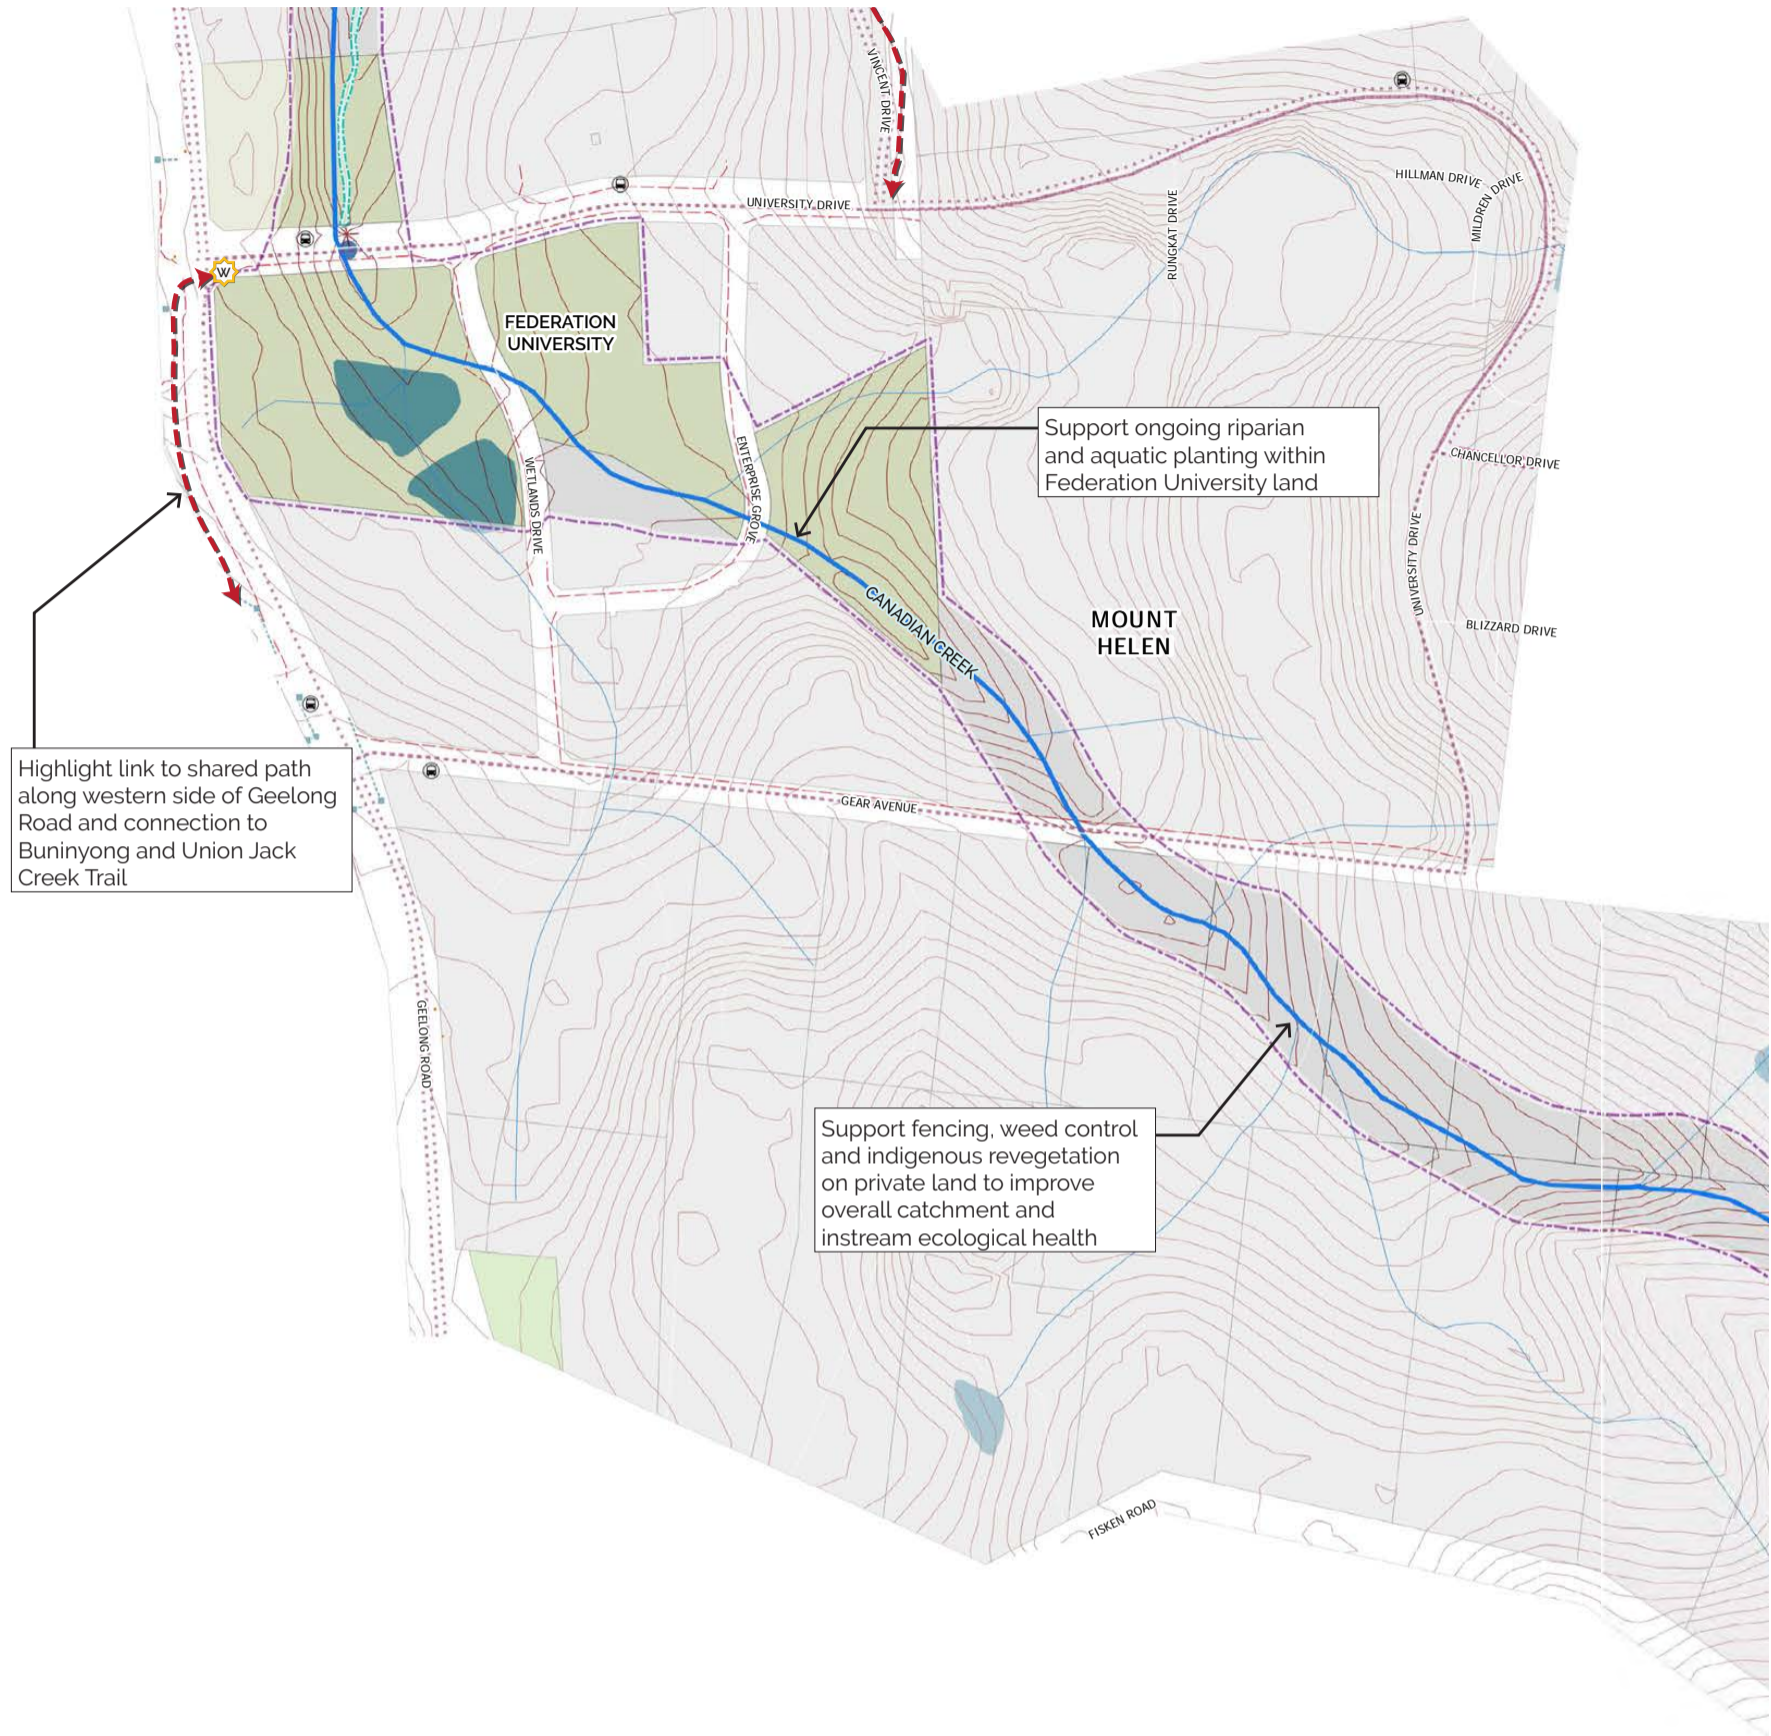 VINCENT DRIVE
HILLMAN DRIVE
MILDREN DRIVE
UNIVERSITY DRIVE
RUNGKAT DRIVE
W
FEDERATION
UNIVERSITY
Support ongoing riparian
and aquatic planting within
Federation University land
WETLANDS DRIVE
ENTERPRISE GROVE
CHANCELLOR DRIVE
UNIVERSITY DRIVE
CANADIAN CREEK
MOUNT
HELEN
BLIZZARD DRIVE
Highlight link to shared path
along western side of Geelong
Road and connection to
Buninyong and Union Jack
Creek Trail
GEAR AVENUE
GEELONG ROAD
Support fencing, weed control
and indigenous revegetation
on private land to improve
overall catchment and
instream ecological health
FISKEN ROAD